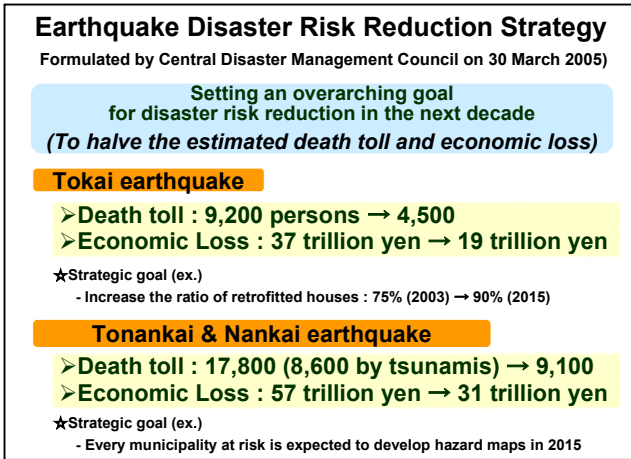 Earthquake Disaster Risk Reduction Strategy
Formulated by Central Disaster Management Council on 30 March 2005)
Setting an overarching goal
for disaster risk reduction in the next decade
(To halve the estimated death toll and economic loss)
Tokai earthquake
➢Death toll : 9,200 persons → 4,500
➢Economic Loss : 37 trillion yen → 19 trillion yen
☆Strategic goal (ex.)
- Increase the ratio of retrofitted houses : 75% (2003) → 90% (2015)
Tonankai & Nankai earthquake
➢Death toll : 17,800 (8,600 by tsunamis) → 9,100
➢Economic Loss : 57 trillion yen → 31 trillion yen
☆Strategic goal (ex.)
- Every municipality at risk is expected to develop hazard maps in 2015